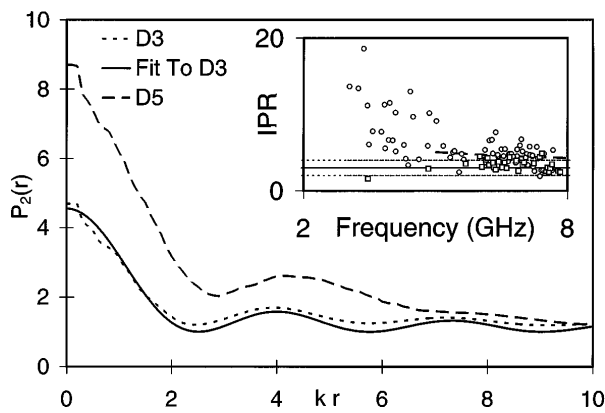 10
8
6
4
2
0
P₂(r)
D3
Fit To D3
D5
20
IPR
0
2 Frequency (GHz) 8
0 2 4 k r 6 8 10